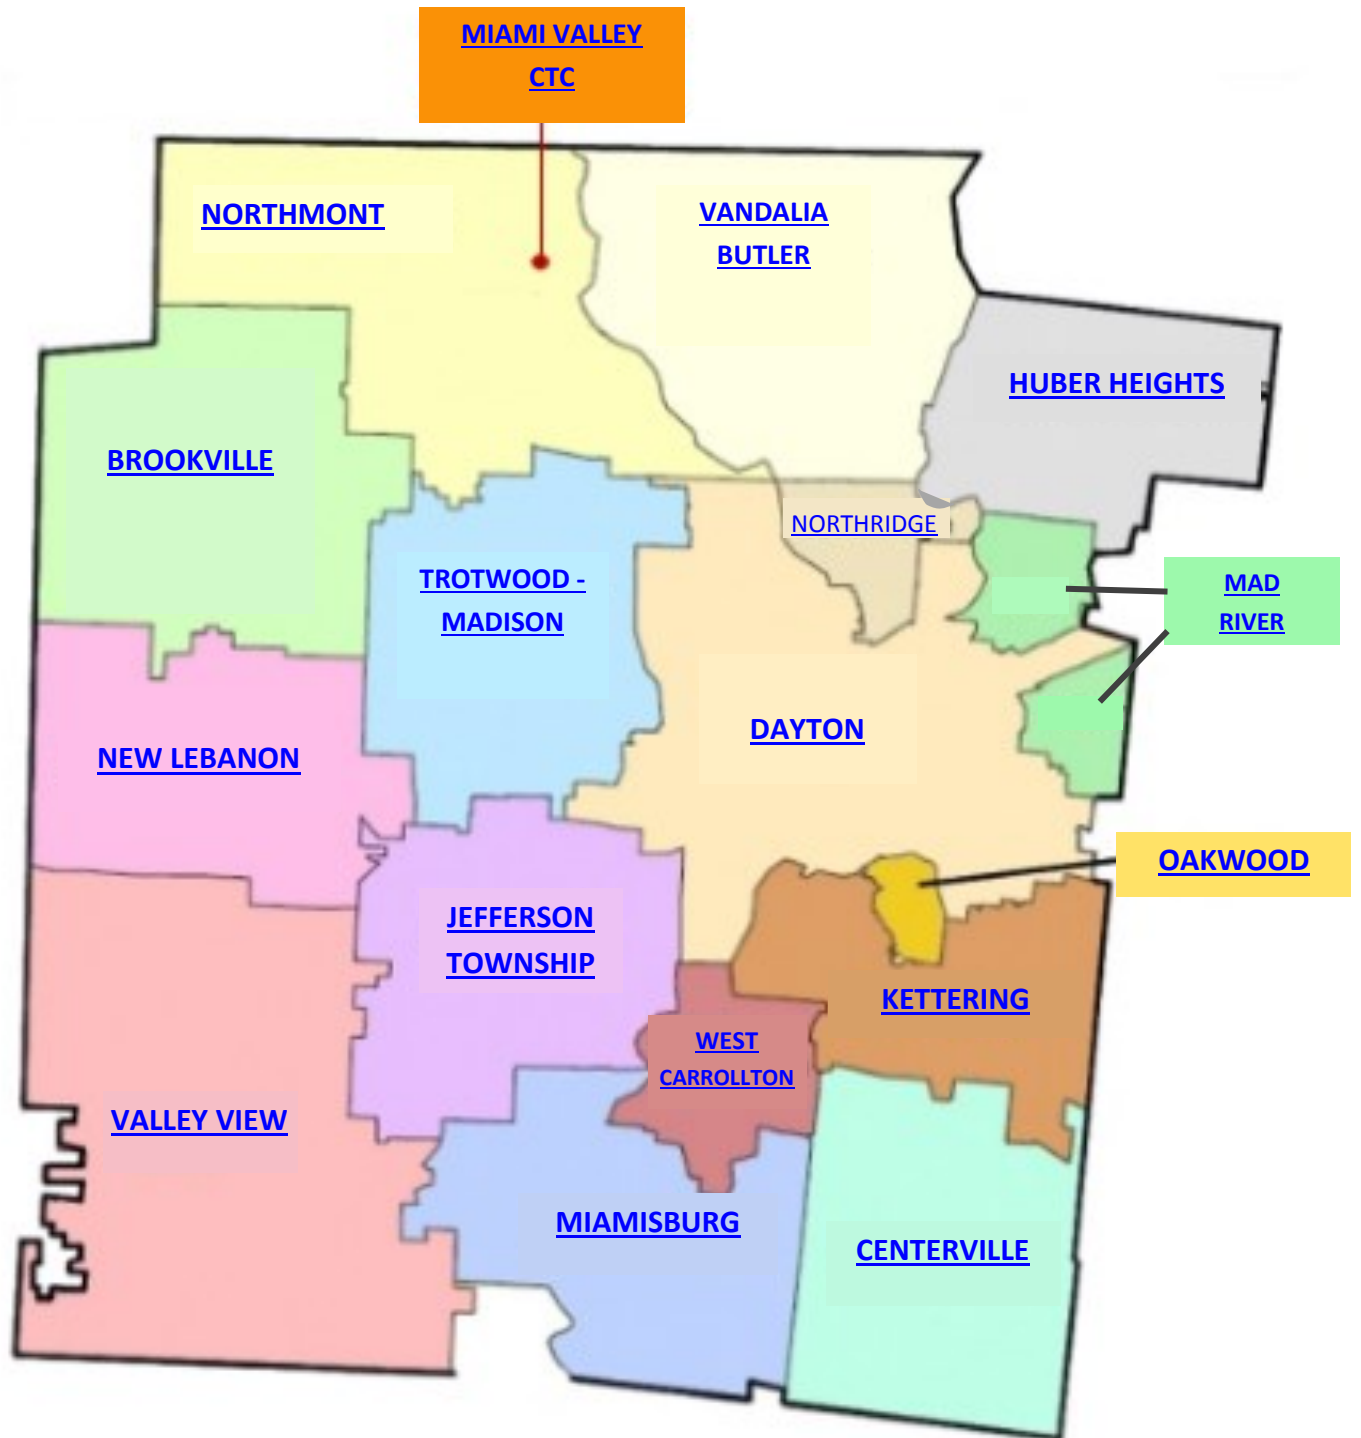 MIAMI VALLEY
CTC
NORTHMONT
VANDALIA
BUTLER
HUBER HEIGHTS
BROOKVILLE
NORTHRIDGE
TROTWOOD -
MADISON
MAD
RIVER
NEW LEBANON
DAYTON
OAKWOOD
JEFFERSON
TOWNSHIP
KETTERING
WEST
CARROLLTON
VALLEY VIEW
MIAMISBURG
CENTERVILLE